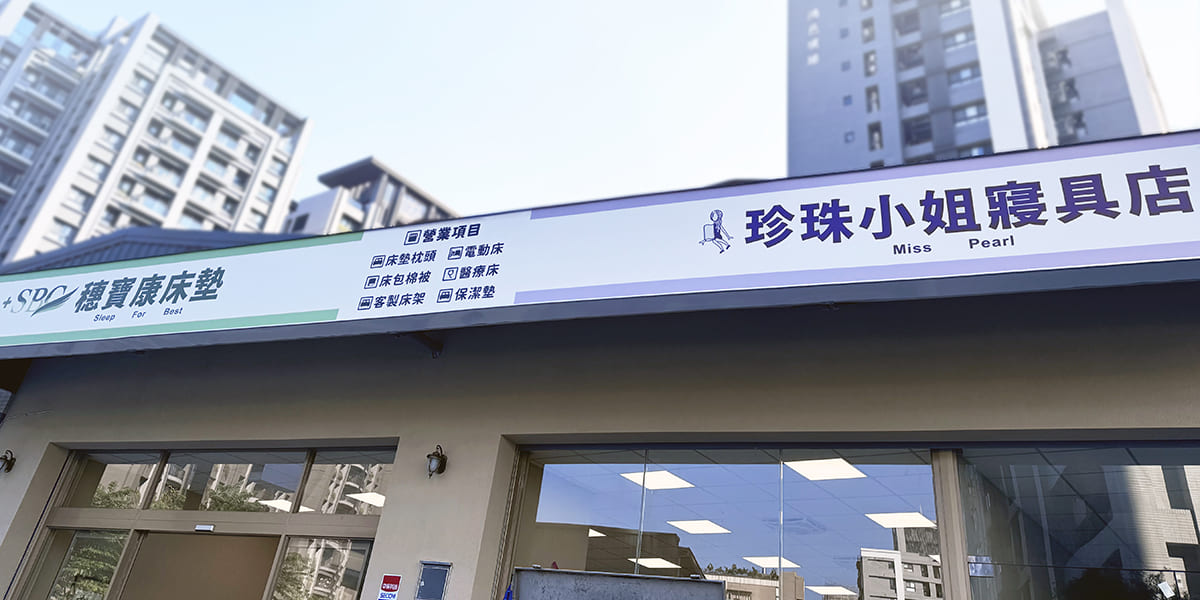 +SPC 穗寶康床墊
Sleep For Best
營業項目
床墊枕頭 電動床
床包棉被 醫療床
客製床架 保潔墊
珍珠小姐寢具店
Miss Pearl
SECOM